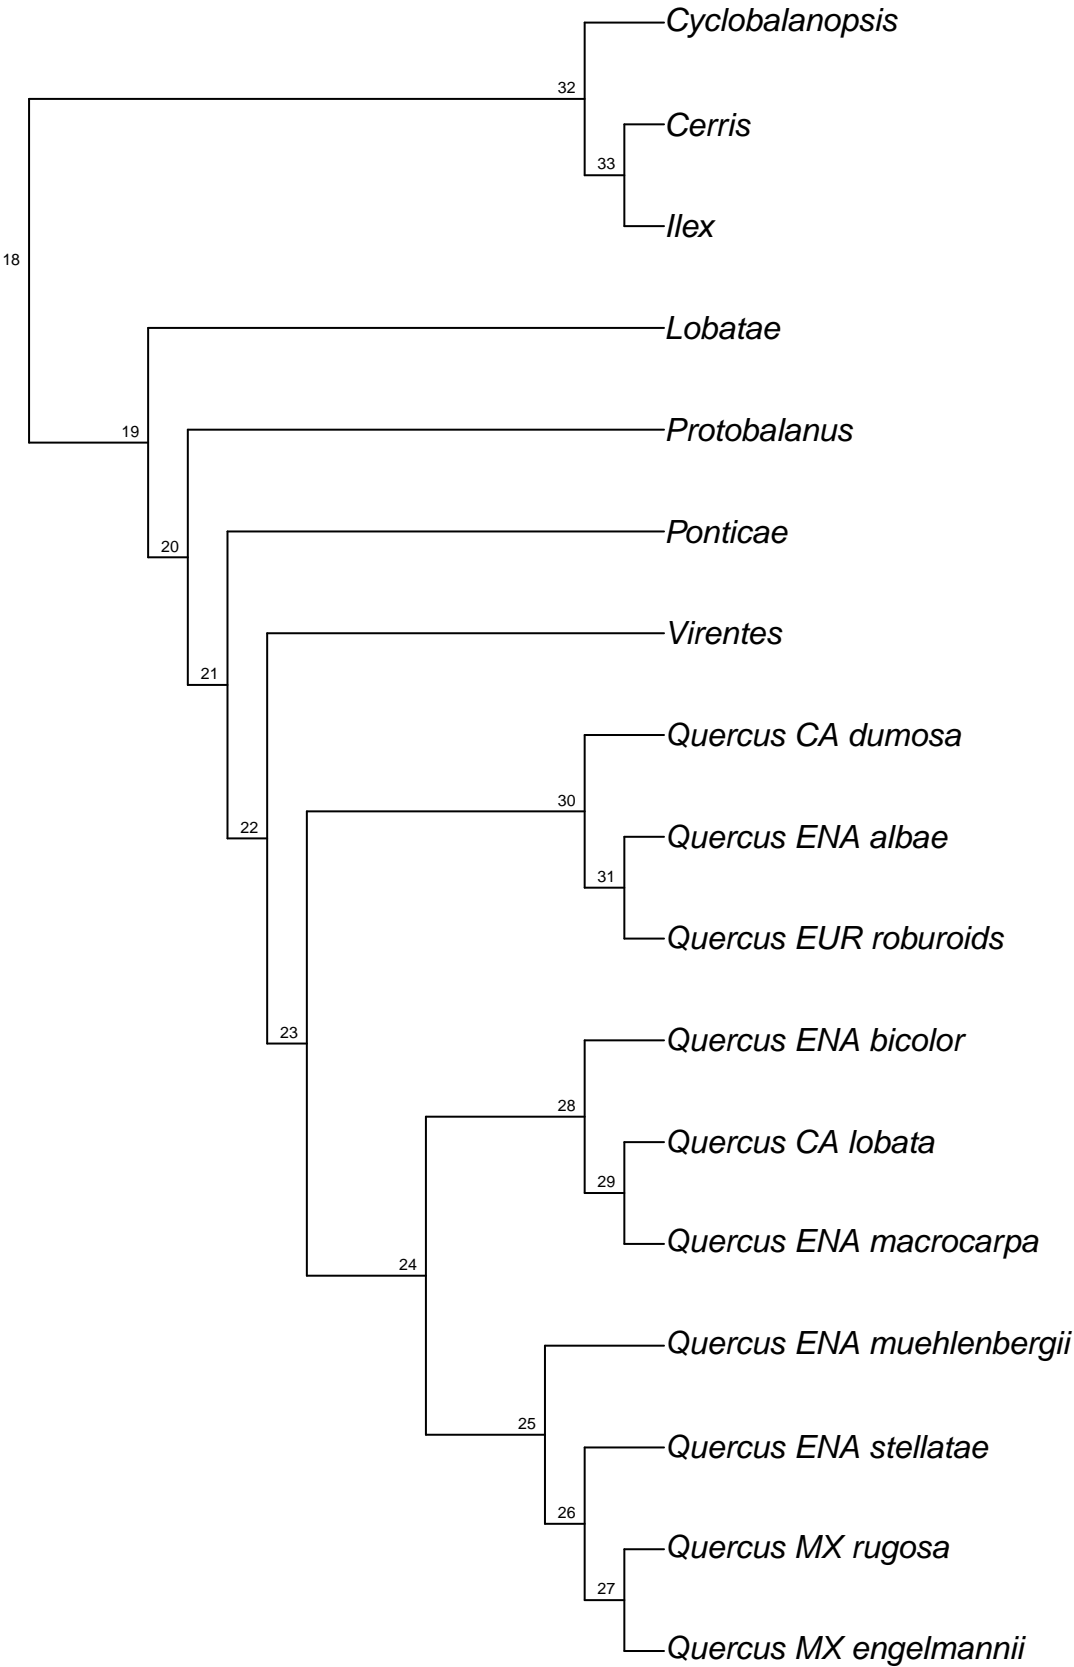 Cyclobalanopsis
32
Cerris
33
Ilex
18
Lobatae
19
Protobalanus
20
Ponticae
21
Virentes
22
Quercus CA dumosa
30
Quercus ENA albae
31
Quercus EUR roburoids
23
Quercus ENA bicolor
28
Quercus CA lobata
29
Quercus ENA macrocarpa
24
Quercus ENA muehlenbergii
25
Quercus ENA stellatae
26
Quercus MX rugosa
27
Quercus MX engelmannii